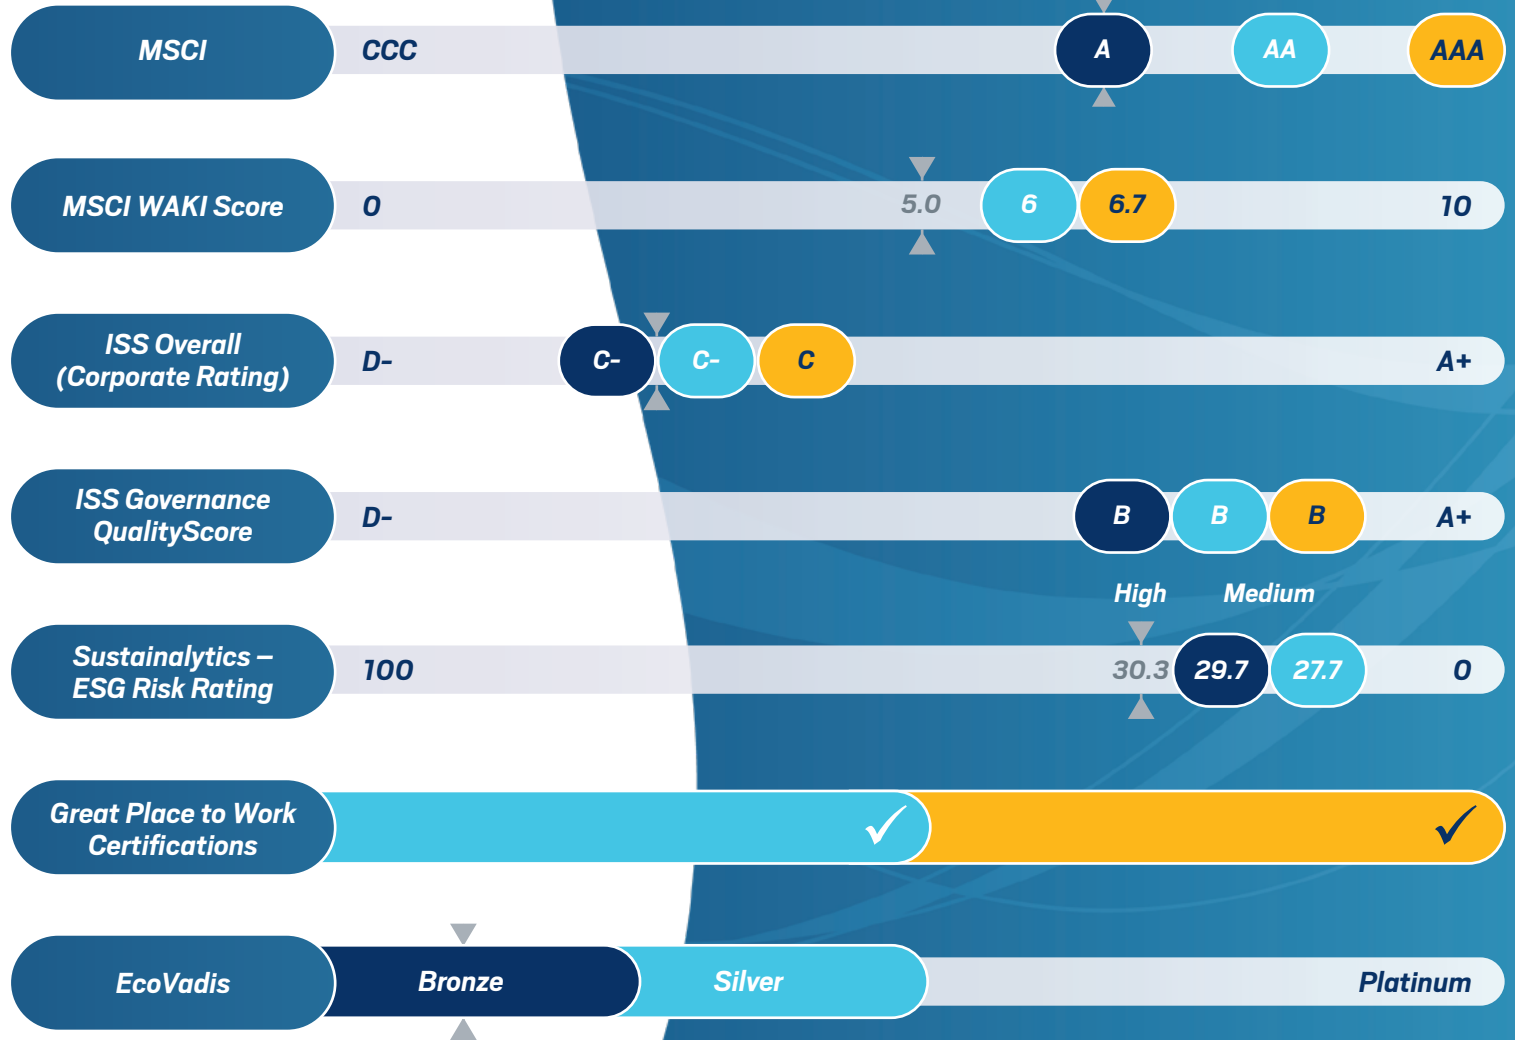 MSCI
CCC
A
AA
AAA
MSCI WAKI Score
0
5.0
6
6.7
10
ISS Overall
(Corporate Rating)
D-
C-
C-
C
A+
ISS Governance
QualityScore
D-
B
B
B
A+
High
Medium
Sustainalytics –
ESG Risk Rating
100
30.3
29.7
27.7
0
Great Place to Work
Certifications
EcoVadis
Bronze
Silver
Platinum